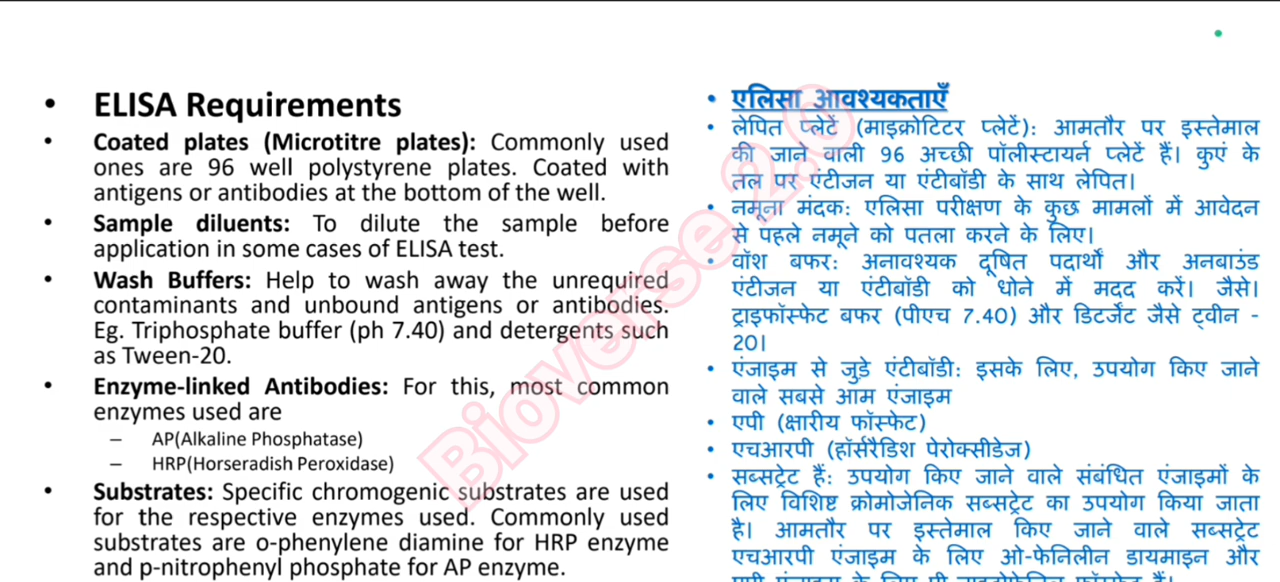 • ELISA Requirements
• Coated plates (Microtitre plates): Commonly used
ones are 96 well polystyrene plates. Coated with
antigens or antibodies at the bottom of the well.
• Sample diluents: To dilute the sample before
application in some cases of ELISA test.
• Wash Buffers: Help to wash away the unrequired
contaminants and unbound antigens or antibodies.
Eg. Triphosphate buffer (ph 7.40) and detergents such
as Tween-20.
• Enzyme-linked Antibodies: For this, most common
enzymes used are
– AP(Alkaline Phosphatase)
– HRP(Horseradish Peroxidase)
• Substrates: Specific chromogenic substrates are used
for the respective enzymes used. Commonly used
substrates are o-phenylene diamine for HRP enzyme
and p-nitrophenyl phosphate for AP enzyme.
• एलिसा आवश्यकताएँ
• लेपित प्लेटें (माइक्रोटिटर प्लेटें): आमतौर पर इस्तेमाल
की जाने वाली 96 अच्छी पॉलीस्टायर्न प्लेटें हैं। कुएं के
तल पर एंटीजन या एंटीबॉडी के साथ लेपित।
• नमूना मंदक: एलिसा परीक्षण के कुछ मामलों में आवेदन
से पहले नमूने को पतला करने के लिए।
• वॉश बफर: अनावश्यक दूषित पदार्थों और अनबाउंड
एंटीजन या एंटीबॉडी को धोने में मदद करें। जैसे।
ट्राइफॉस्फेट बफर (पीएच 7.40) और डिटर्जेंट जैसे ट्वीन -
20।
• एंजाइम से जुड़े एंटीबॉडी: इसके लिए, उपयोग किए जाने
वाले सबसे आम एंजाइम
• एपी (क्षारीय फॉस्फेट)
• एचआरपी (हॉर्सरैडिश पेरोक्सीडेज)
• सब्सट्रेट हैं: उपयोग किए जाने वाले संबंधित एंजाइमों के
लिए विशिष्ट क्रोमोजेनिक सब्सट्रेट का उपयोग किया जाता
है। आमतौर पर इस्तेमाल किए जाने वाले सब्सट्रेट
एचआरपी एंजाइम के लिए ओ-फेनिलीन डायमाइन और
Bioverse 2.0